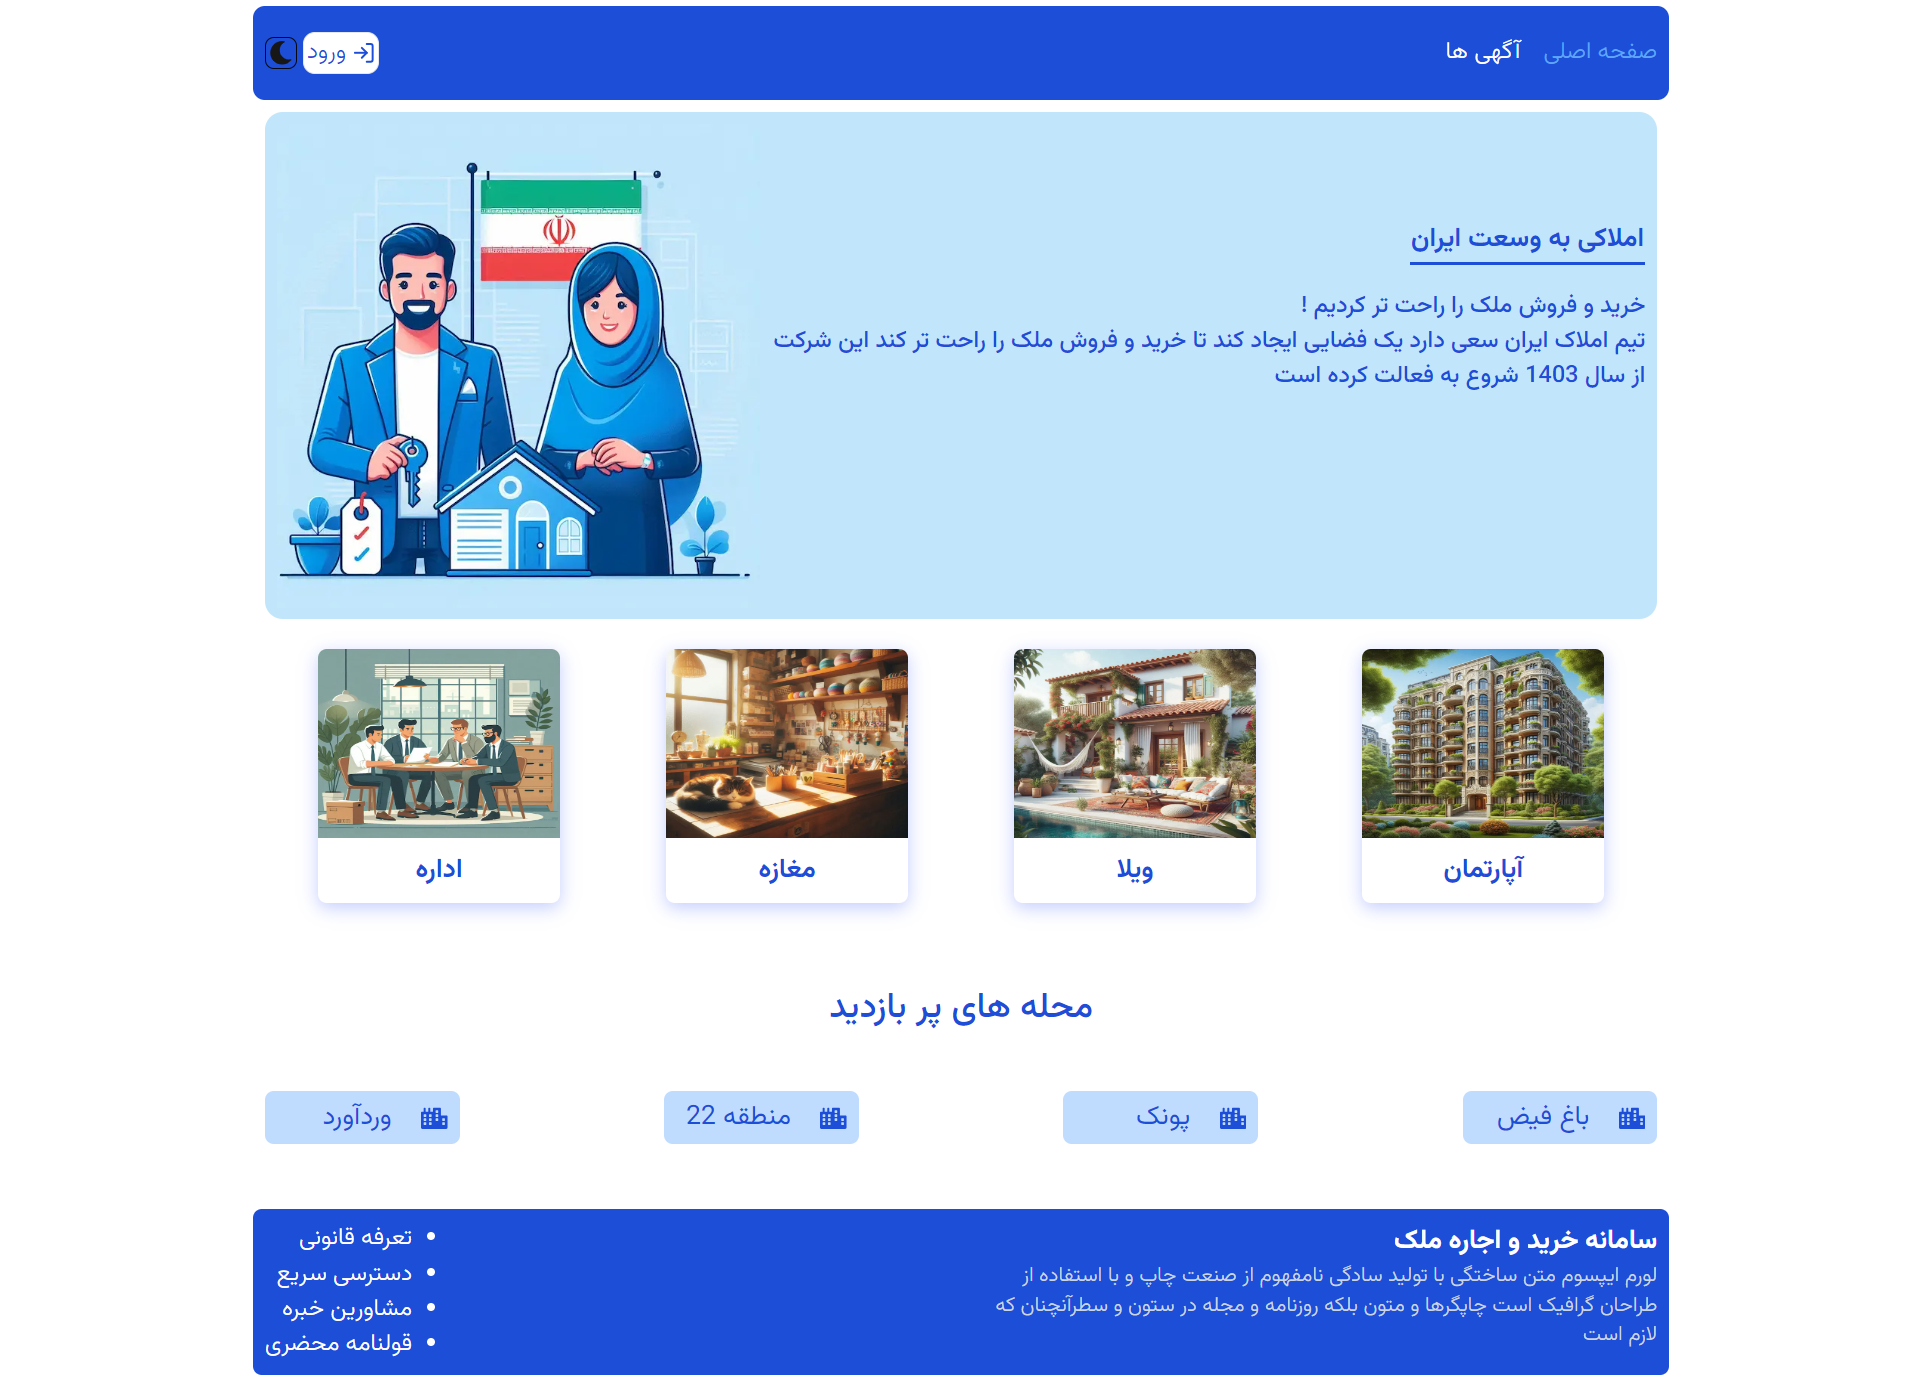 صفحه اصلی
آگهی ها
ورود
املاکی به وسعت ایران
خرید و فروش ملک را راحت تر کردیم !
تیم املاک ایران سعی دارد یک فضایی ایجاد کند تا خرید و فروش ملک را راحت تر کند این شرکت
از سال 1403 شروع به فعالت کرده است
آپارتمان
ویلا
مغازه
اداره
محله های پر بازدید
باغ فیض
پونک
منطقه 22
وردآورد
سامانه خرید و اجاره ملک
لورم ایپسوم متن ساختگی با تولید سادگی نامفهوم از صنعت چاپ و با استفاده از
طراحان گرافیک است چاپگرها و متون بلکه روزنامه و مجله در ستون و سطرآنچنان که
لازم است
تعرفه قانونی
دسترسی سریع
مشاورین خبره
قولنامه محضری